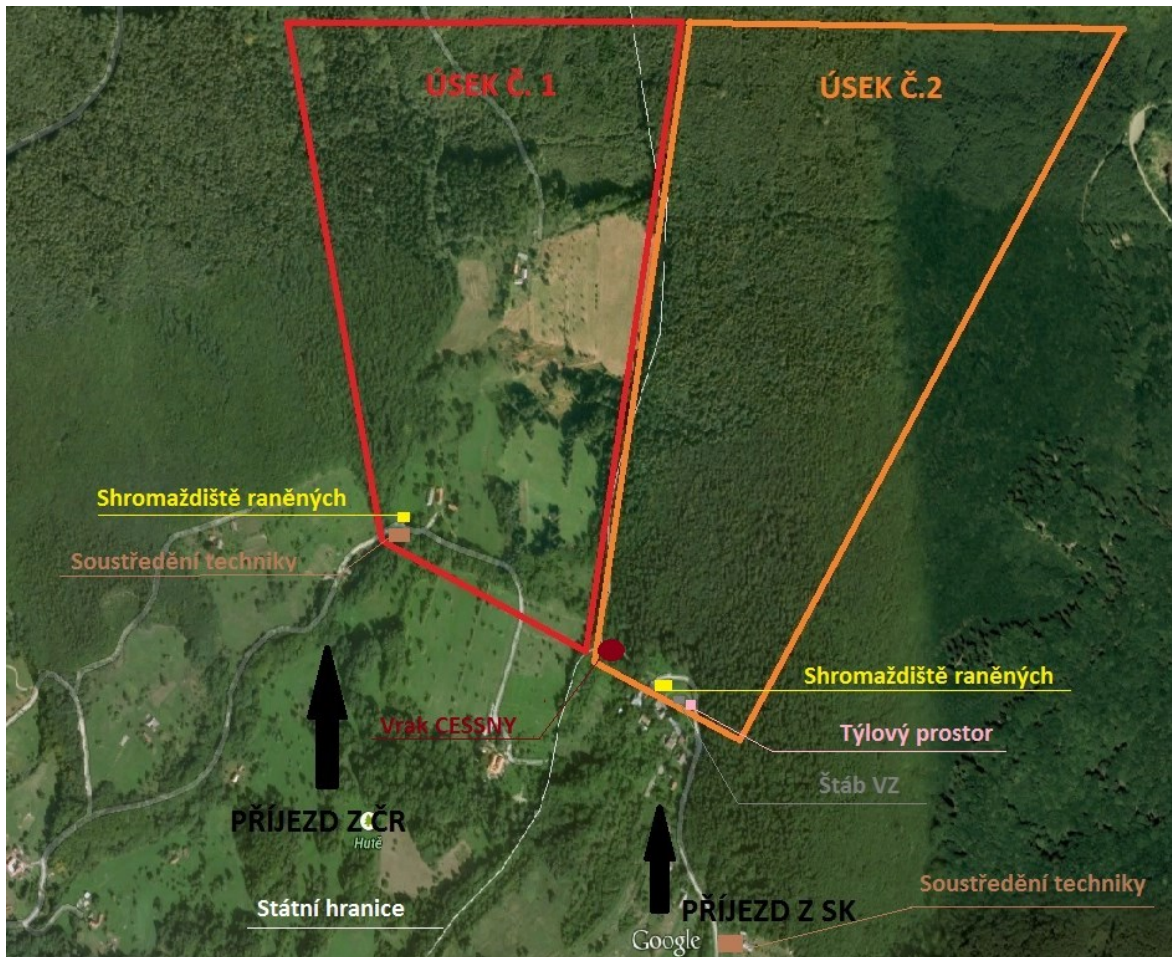 ÚSEK Č. 1
ÚSEK Č.2
Shromaždiště raněných
Soustředění techniky
Shromaždiště raněných
Vrak CESSNY
Týlový prostor
Štáb VZ
PŘÍJEZD Z ČR
Hutě
Soustředění techniky
Státní hranice
PŘÍJEZD Z SK
Google